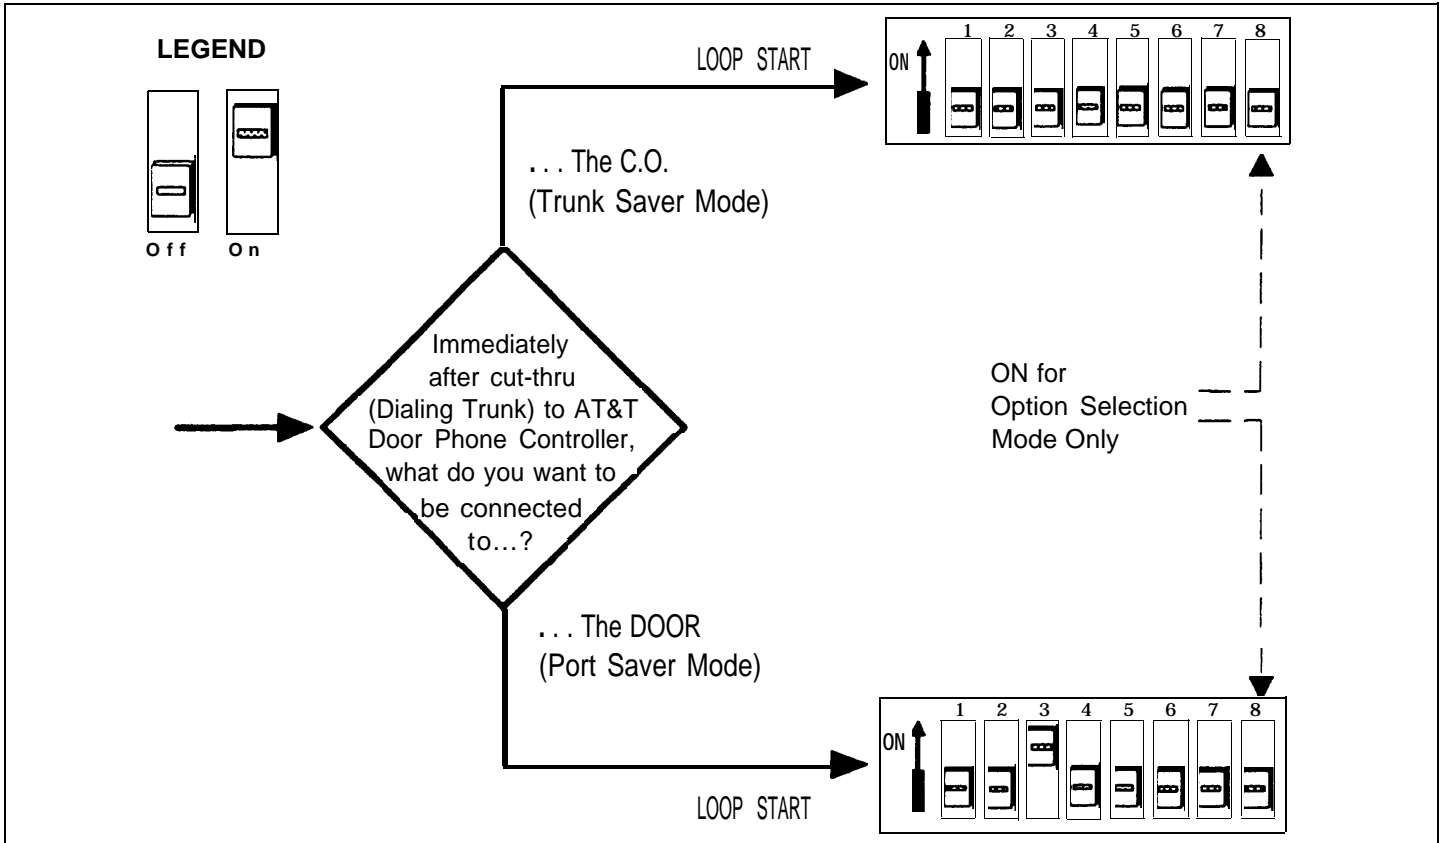 LEGEND
Off On
LOOP START
1 2 3 4 5 6 7 8
ON
. . . The C.O.
(Trunk Saver Mode)
Immediately
after cut-thru
(Dialing Trunk) to AT&T
Door Phone Controller,
what do you want to
be connected
to...?
ON for
Option Selection
Mode Only
. . . The DOOR
(Port Saver Mode)
1 2 3 4 5 6 7 8
ON
LOOP START